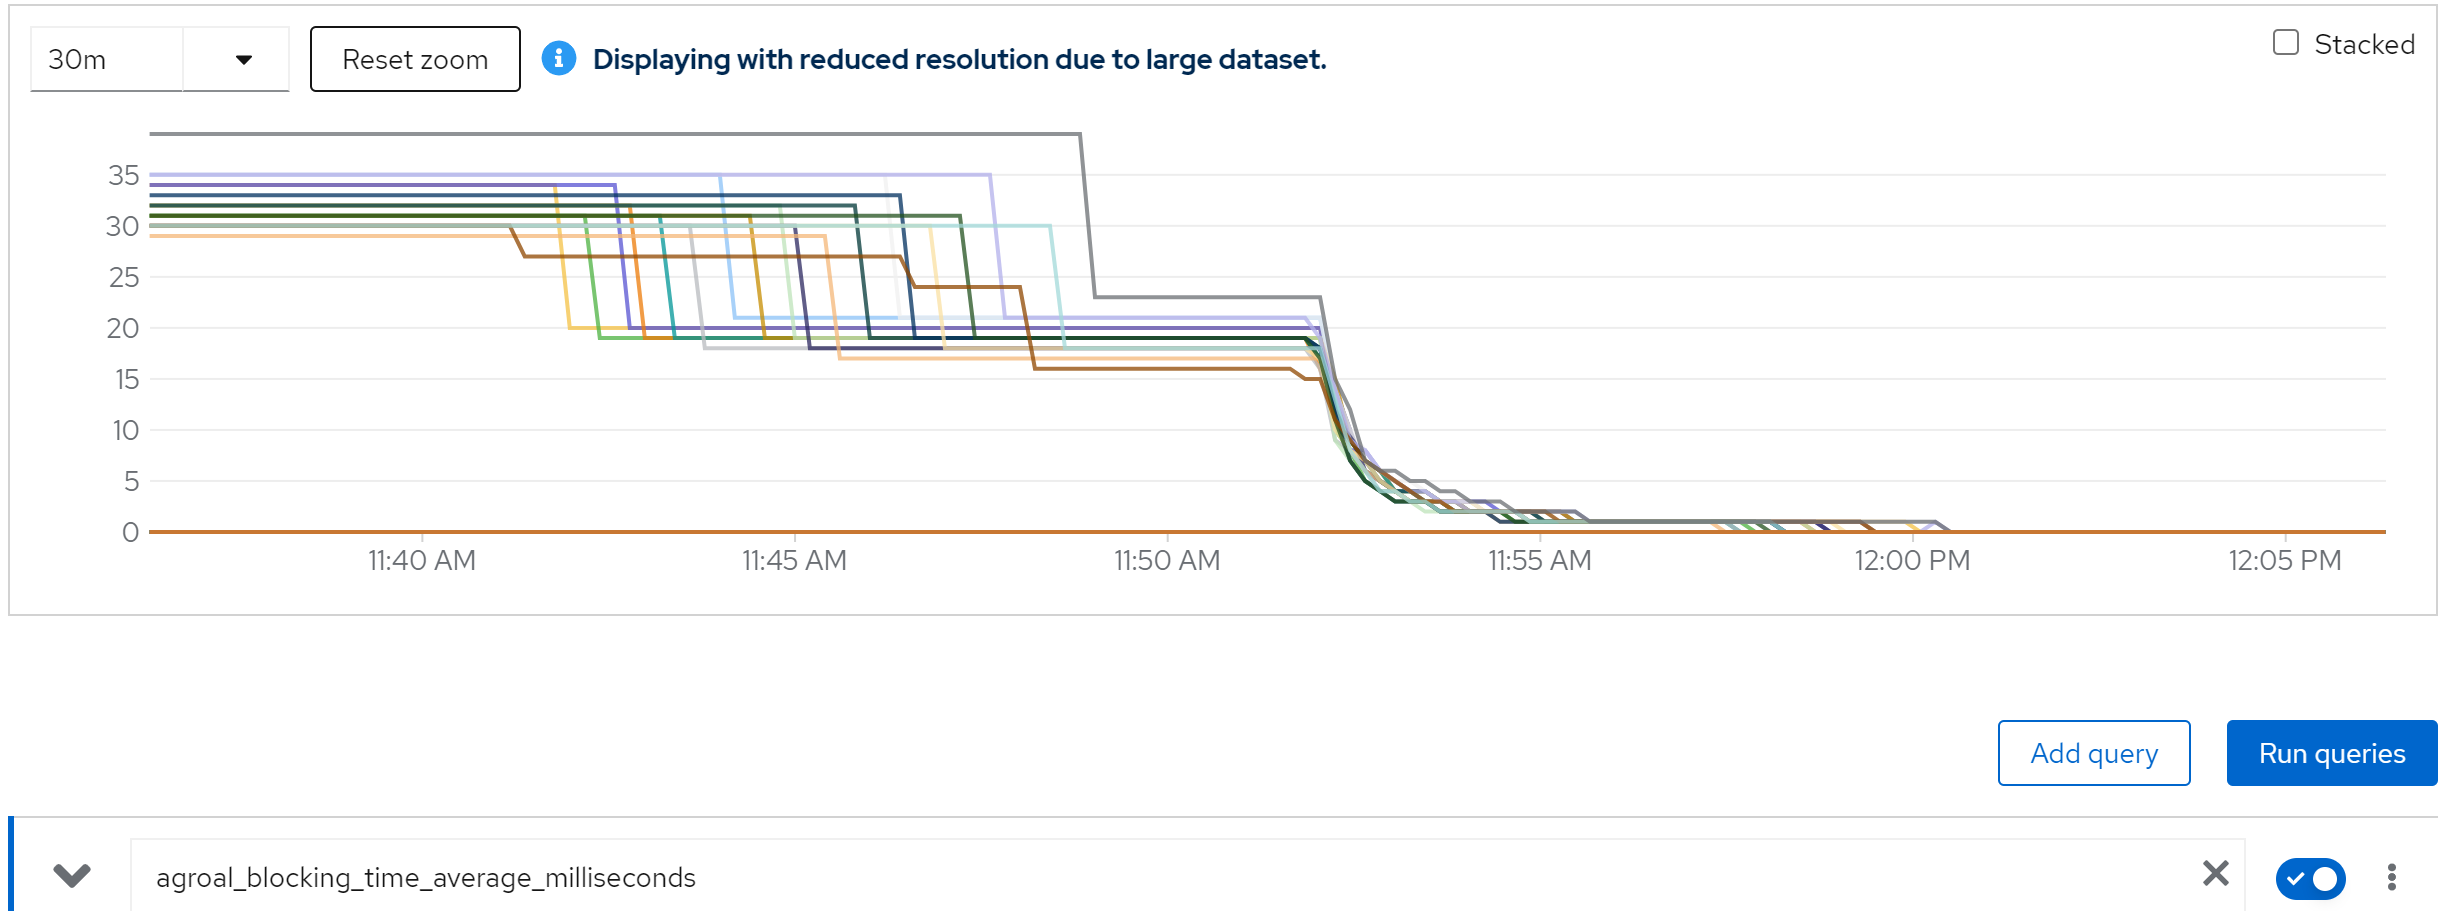 30m
Reset zoom
Displaying with reduced resolution due to large dataset.
Stacked
35
30
25
20
15
10
5
0
11:40 AM 11:45 AM 11:50 AM 11:55 AM 12:00 PM 12:05 PM
Add query
Run queries
agroal_blocking_time_average_milliseconds